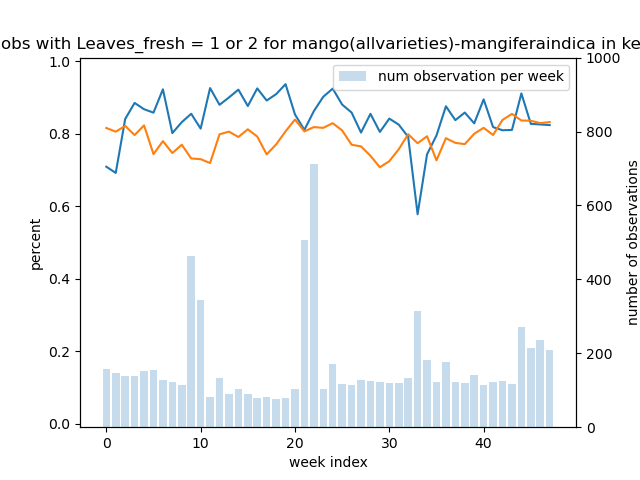 obs with Leaves_fresh = 1 or 2 for mango(allvarieties)-mangiferaindica in ke
num observation per week
1.0
0.8
0.6
0.4
0.2
0.0
percent
1000
800
600
400
200
0
number of observations
0 10 20 30 40
week index